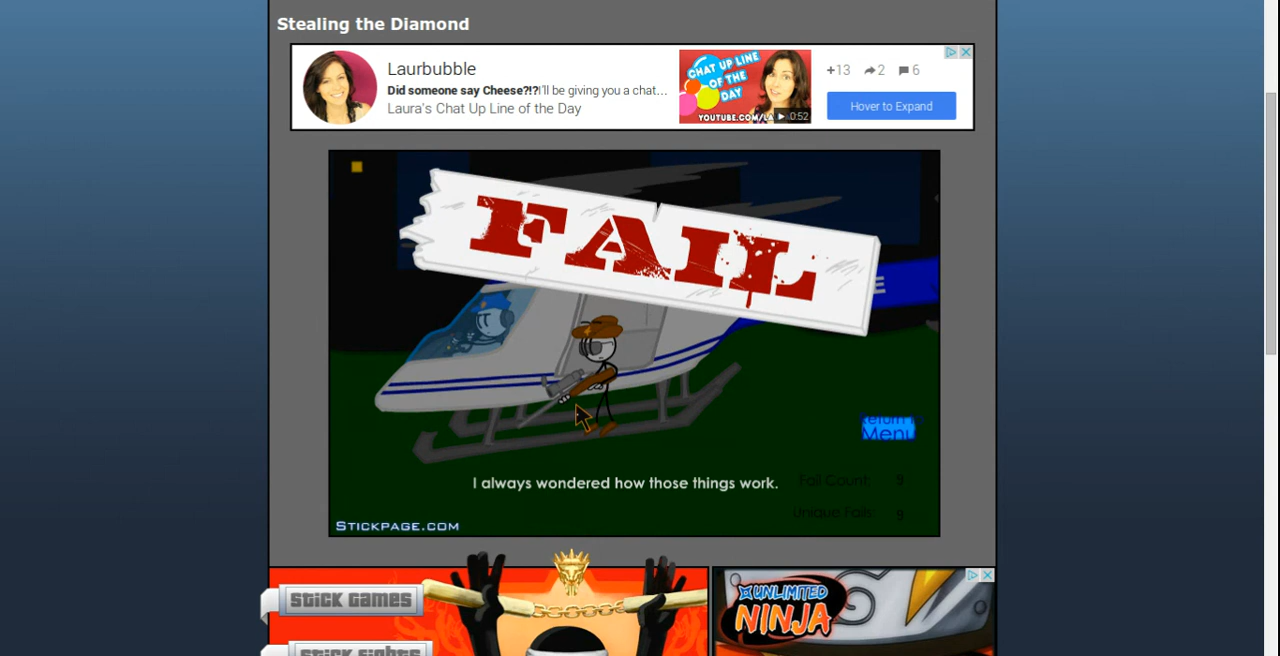 Stealing the Diamond
Laurbubble
Did someone say Cheese?!?I'll be giving you a chat...
Laura's Chat Up Line of the Day
CHAT UP LINE
OF THE
DAY
YOUTUBE.COM/LA
0:52
+13 2 6
Hover to Expand
FAIL
E
Return
Menu
I always wondered how those things work.
Fail Count: 9
Unique Fails: 9
STICKPAGE.COM
STICK GAMES
UNLIMITED
NINJA
STICK FIGHTS